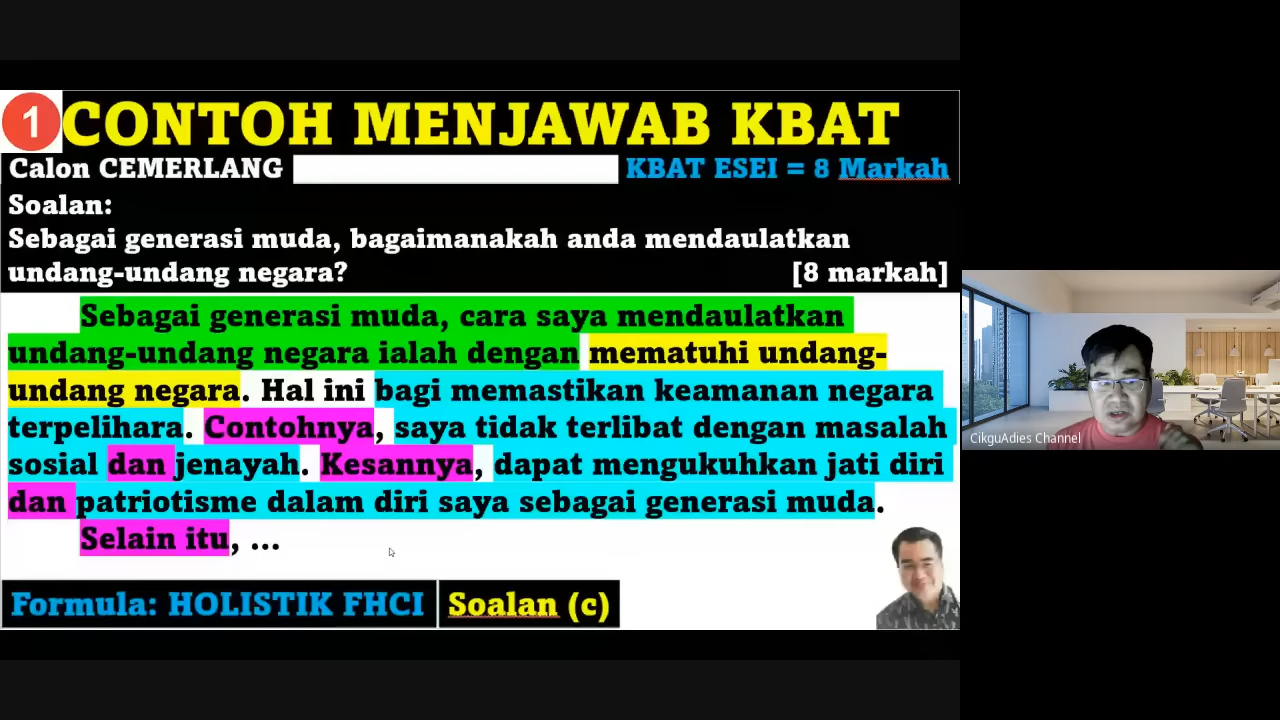 1 CONTOH MENJAWAB KBAT
Calon CEMERLANG KBAT ESEI = 8 Markah
Soalan:
Sebagai generasi muda, bagaimanakah anda mendaulatkan
undang-undang negara? [8 markah]
Sebagai generasi muda, cara saya mendaulatkan
undang-undang negara ialah dengan mematuhi undang-
undang negara. Hal ini bagi memastikan keamanan negara
terpelihara. Contohnya, saya tidak terlibat dengan masalah
sosial dan jenayah. Kesannya, dapat mengukuhkan jati diri
dan patriotisme dalam diri saya sebagai generasi muda.
Selain itu, ...
Formula: HOLISTIK FHCI Soalan (c)
CikguAdies Channel